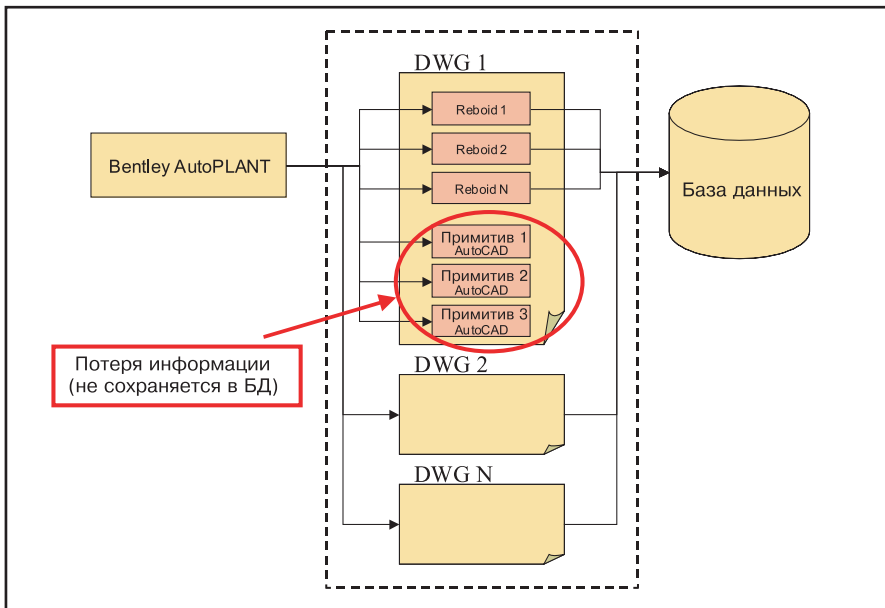 DWG 1
Reboid 1
Reboid 2
Reboid N
Bentley AutoPLANT
База данных
Примитив 1
AutoCAD
Примитив 2
AutoCAD
Примитив 3
AutoCAD
Потеря информации
(не сохраняется в БД)
DWG 2
DWG N